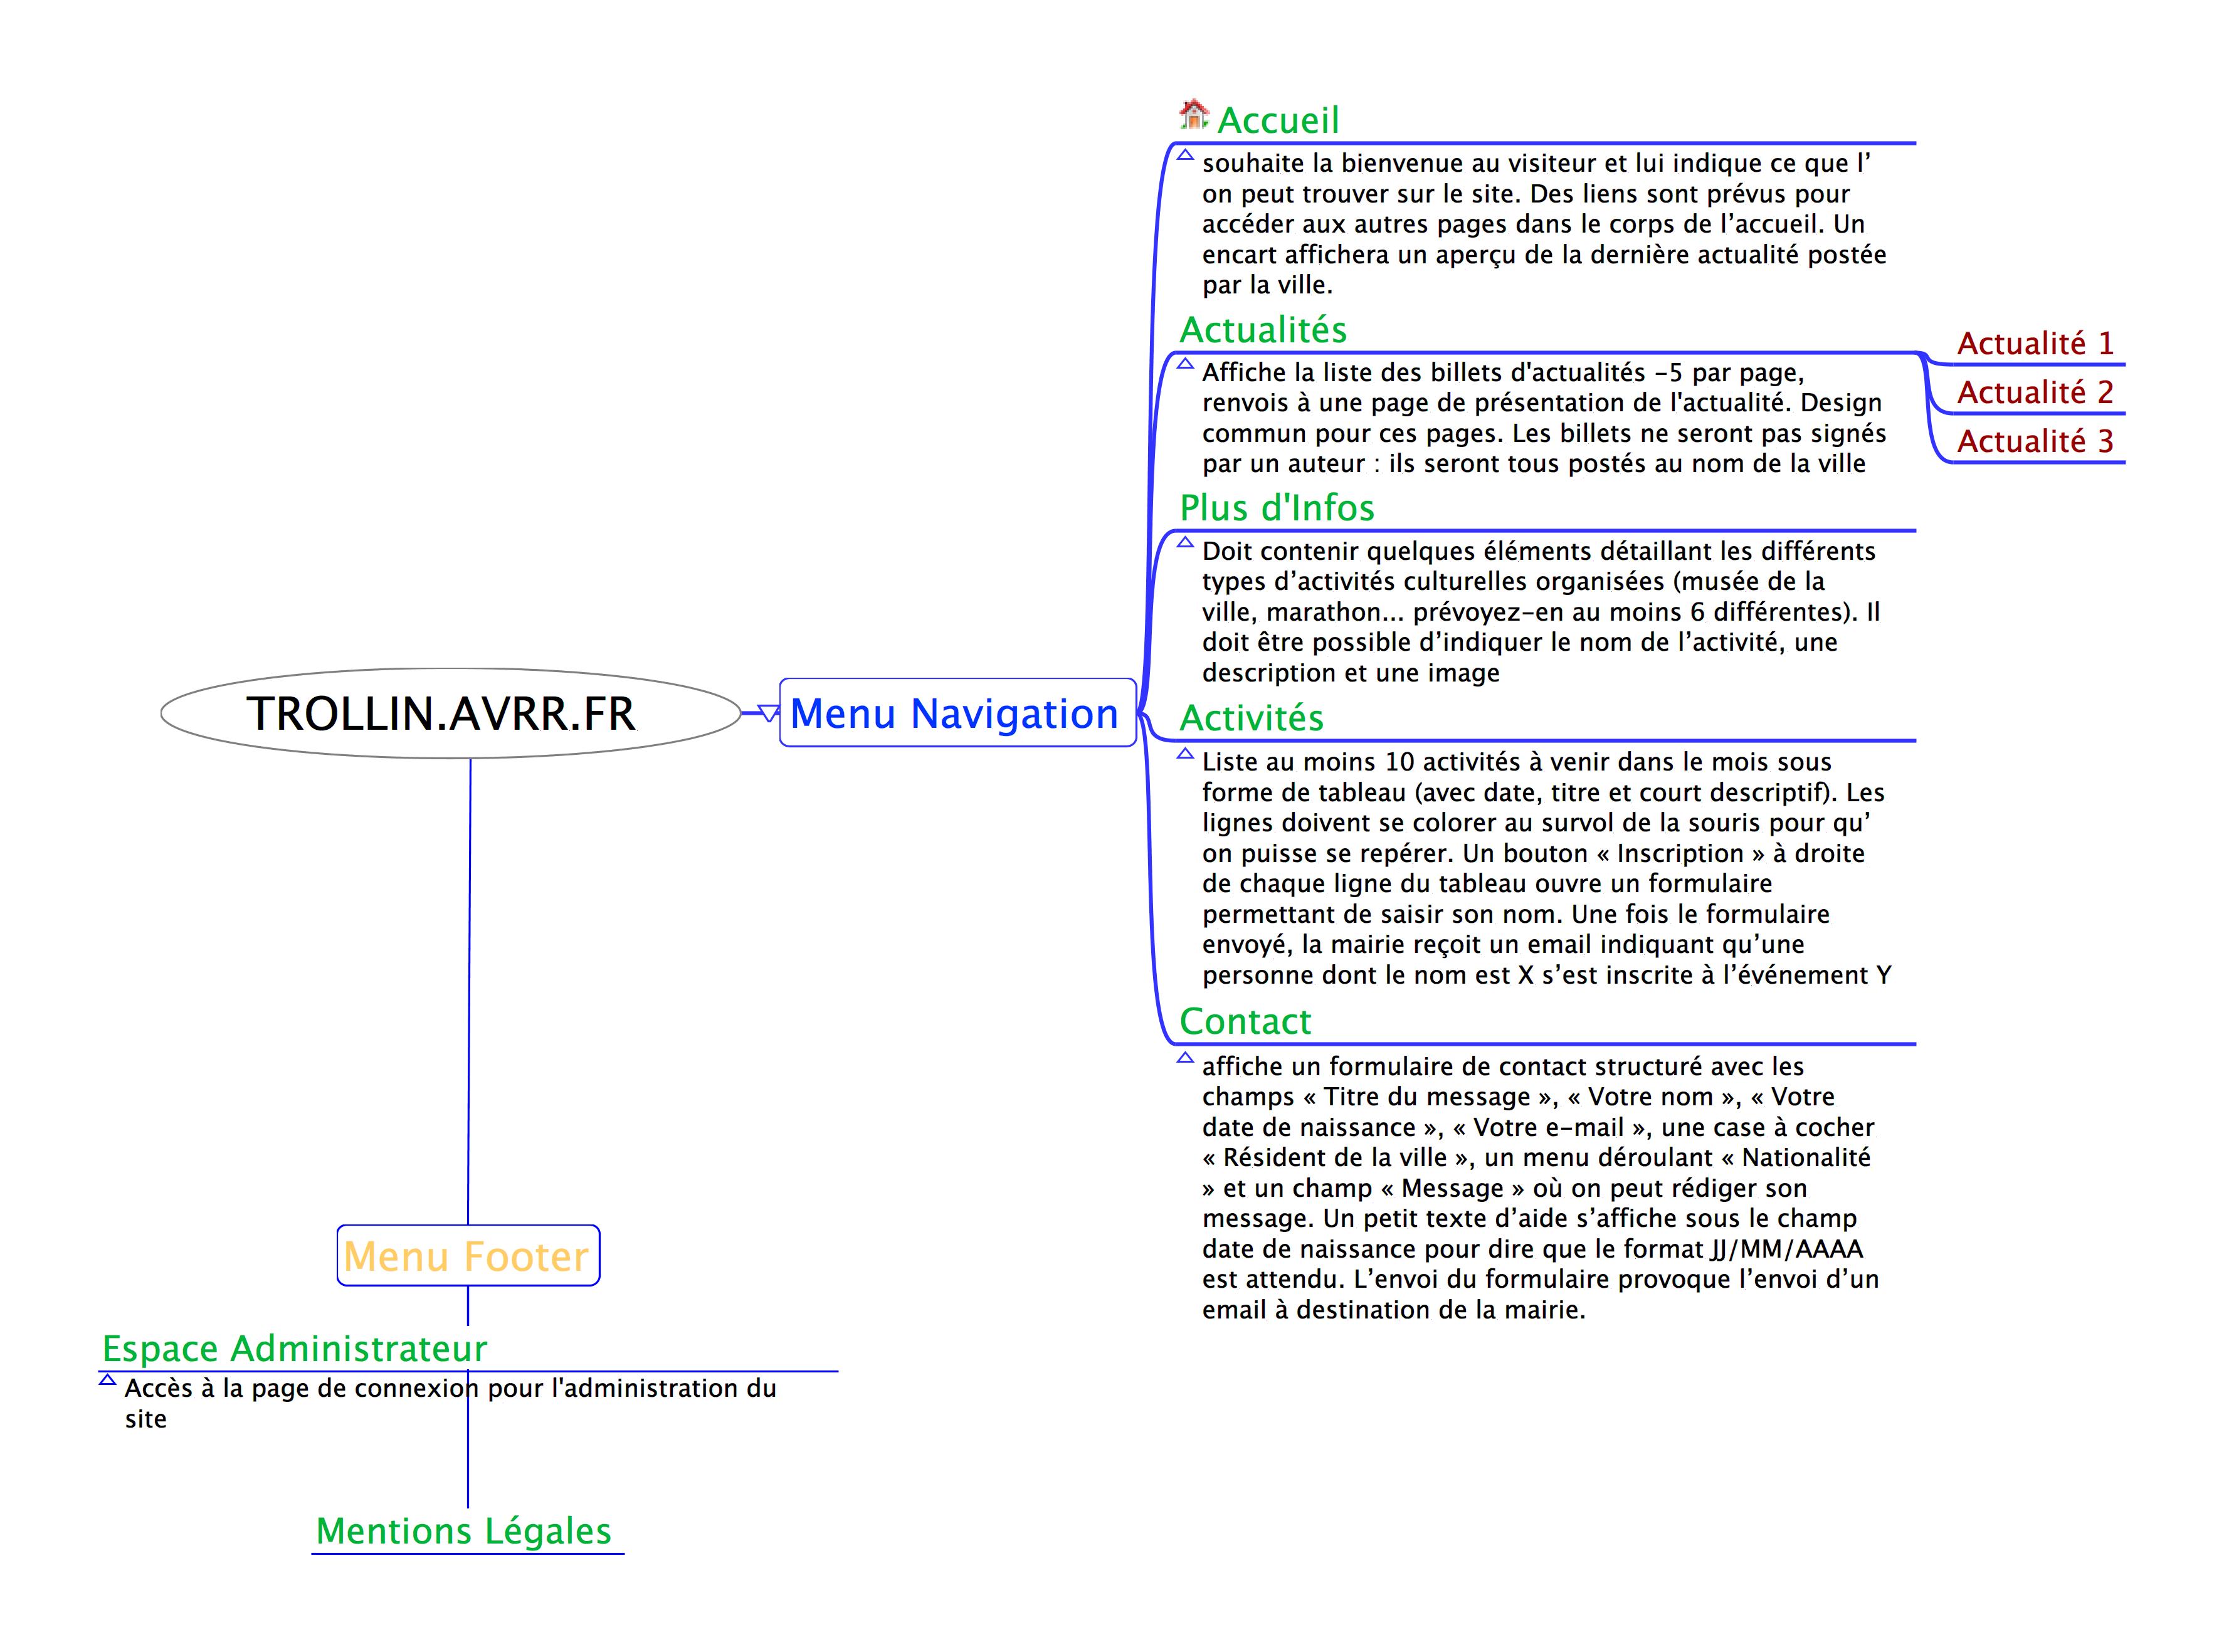 Accueil
souhaite la bienvenue au visiteur et lui indique ce que l’
on peut trouver sur le site. Des liens sont prévus pour
accéder aux autres pages dans le corps de l’accueil. Un
encart affichera un aperçu de la dernière actualité postée
par la ville.
Actualités
Affiche la liste des billets d'actualités -5 par page,
renvois à une page de présentation de l'actualité. Design
commun pour ces pages. Les billets ne seront pas signés
par un auteur : ils seront tous postés au nom de la ville
Actualité 1
Actualité 2
Actualité 3
Plus d'Infos
Doit contenir quelques éléments détaillant les différents
types d’activités culturelles organisées (musée de la
ville, marathon... prévoyez-en au moins 6 différentes). Il
doit être possible d’indiquer le nom de l’activité, une
description et une image
TROLLIN.AVRR.FR
Menu Navigation
Activités
Liste au moins 10 activités à venir dans le mois sous
forme de tableau (avec date, titre et court descriptif). Les
lignes doivent se colorer au survol de la souris pour qu’
on puisse se repérer. Un bouton « Inscription » à droite
de chaque ligne du tableau ouvre un formulaire
permettant de saisir son nom. Une fois le formulaire
envoyé, la mairie reçoit un email indiquant qu’une
personne dont le nom est X s’est inscrite à l’événement Y
Contact
affiche un formulaire de contact structuré avec les
champs « Titre du message », « Votre nom », « Votre
date de naissance », « Votre e-mail », une case à cocher
« Résident de la ville », un menu déroulant « Nationalité
» et un champ « Message » où on peut rédiger son
message. Un petit texte d’aide s’affiche sous le champ
date de naissance pour dire que le format JJ/MM/AAAA
est attendu. L’envoi du formulaire provoque l’envoi d’un
email à destination de la mairie.
Menu Footer
Espace Administrateur
Accès à la page de connexion pour l'administration du
site
Mentions Légales